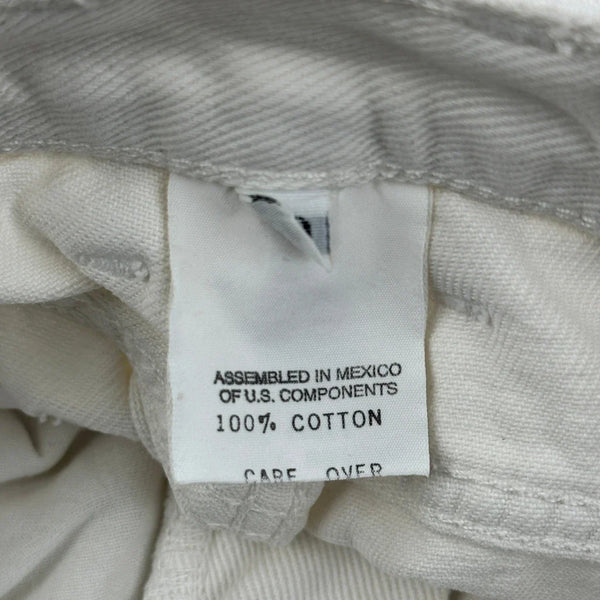 ASSEMBLED IN MEXICO
OF U.S. COMPONENTS
100% COTTON
CARE OVER